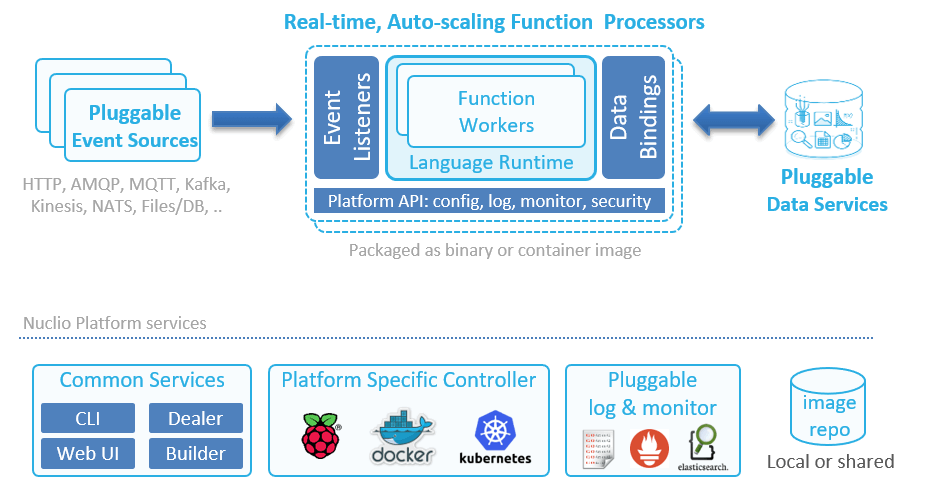 Real-time, Auto-scaling Function Processors
Pluggable
Event Sources
HTTP, AMQP, MQTT, Kafka,
Kinesis, NATS, Files/DB, ..
Event
Listeners
Function
Workers
Language Runtime
Data
Bindings
Platform API: config, log, monitor, security
Packaged as binary or container image
Pluggable
Data Services
Nuclio Platform services
Common Services
CLI
Dealer
Web UI
Builder
Platform Specific Controller
docker
kubernetes
Pluggable
log & monitor
elasticsearch.
image
repo
Local or shared